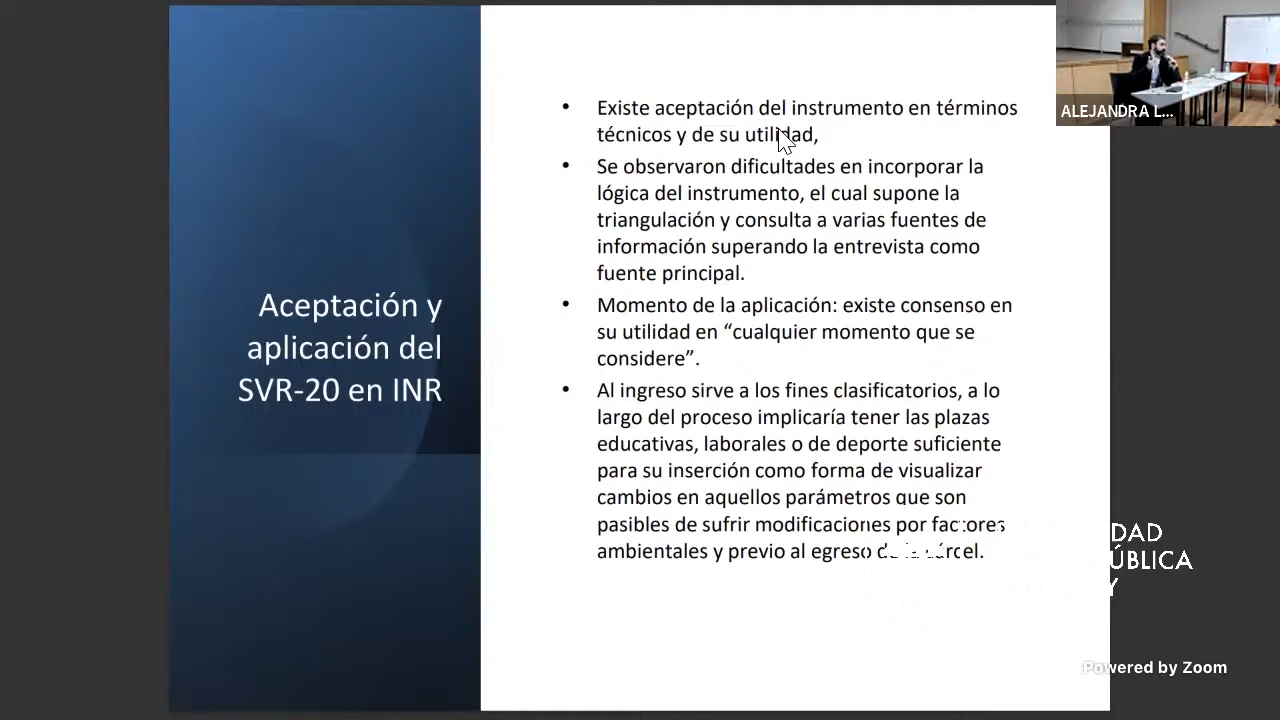 Aceptación y
aplicación del
SVR-20 en INR
• Existe aceptación del instrumento en términos
técnicos y de su utilidad,
• Se observaron dificultades en incorporar la
lógica del instrumento, el cual supone la
triangulación y consulta a varias fuentes de
información superando la entrevista como
fuente principal.
• Momento de la aplicación: existe consenso en
su utilidad en “cualquier momento que se
considere”.
• Al ingreso sirve a los fines clasificatorios, a lo
largo del proceso implicaría tener las plazas
educativas, laborales o de deporte suficiente
para su inserción como forma de visualizar
cambios en aquellos parámetros que son
pasibles de sufrir modificaciones por factores
ambientales y previo al egreso de la cárcel.
ALEJANDRA L...
DAD
ÚBLICA
Y
Powered by Zoom